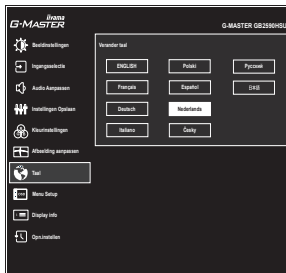 iiyama
G-MASTER
G-MASTER GB2590HSU
Beeldinstellingen
Verander taal
Ingangsselectie
ENGLISH
Polski
Русский
Audio Aanpassen
Français
Español
日本語
Instellingen Opslaan
Deutsch
Nederlands
Kleurinstellingen
Italiano
Česky
Afbeelding aanpassen
Taal
OSD
Menu Setup
Display info
Opn.instellen